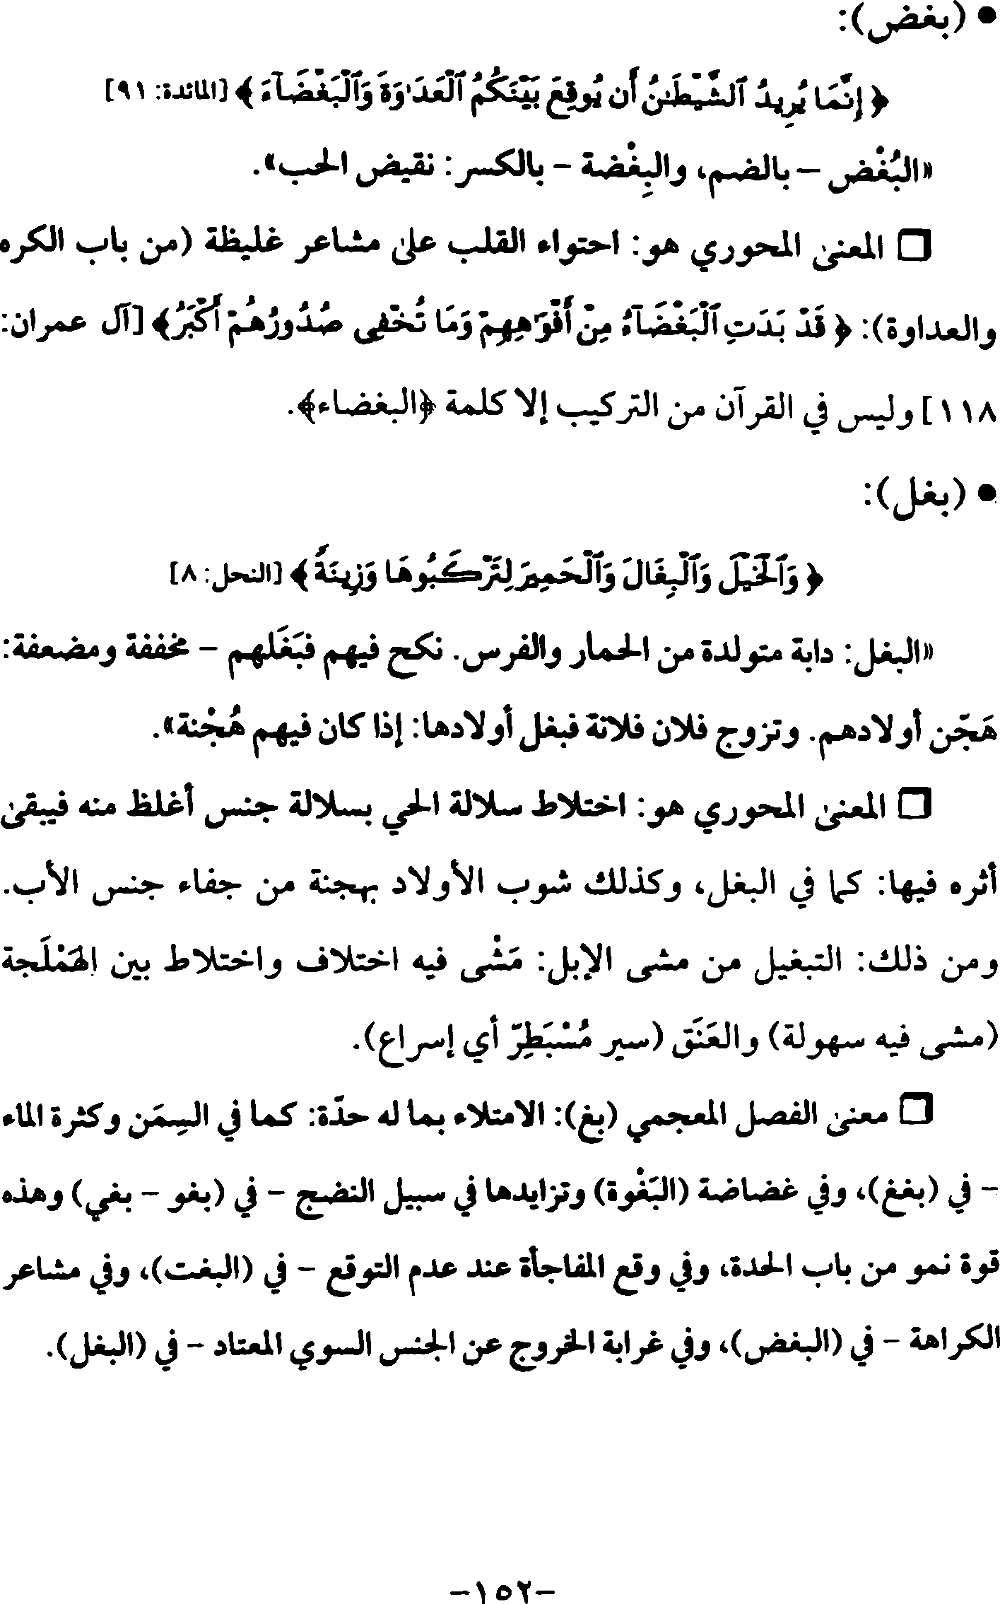 ● (بغض):
﴿ إِنَّمَا يُرِيدُ ٱلشَّيْطَٰنُ أَن يُوقِعَ بَيْنَكُمُ ٱلْعَدَٰوَةَ وَٱلْبَغْضَآءَ ﴾ [المائدة: ٩١]
«البُغْض – بالضم، والبِغْضة – بالكسر: نقيض الحب».
❏ المعنىٰ المحوري هو: احتواء القلب علىٰ مشاعر غليظة (من باب الكره
والعداوة): ﴿ قَدْ بَدَتِ ٱلْبَغْضَآءُ مِنْ أَفْوَٰهِهِمْ وَمَا تُخْفِى صُدُورُهُمْ أَكْبَرُ﴾ [آل عمران:
١١٨] وليس في القرآن من التركيب إلا كلمة ﴿البغضاء﴾.
● (بغل):
﴿ وَٱلْخَيْلَ وَٱلْبِغَالَ وَٱلْحَمِيرَ لِتَرْكَبُوهَا وَزِينَةً ﴾ [النحل: ٨]
«البغل: دابة متولدة من الحمار والفرس. نكح فيهم فبَغَلهم – مخففة ومضعفة:
هَجّن أولادهم. وتزوج فلان فلانة فبغل أولادها: إذا كان فيهم هُجْنة».
❏ المعنىٰ المحوري هو: اختلاط سلالة الحي بسلالة جنس أغلظ منه فيبقىٰ
أثره فيها: كما في البغل، وكذلك شوب الأولاد بهجنة من جفاء جنس الأب.
ومن ذلك: التبغيل من مشى الإبل: مَشْى فيه اختلاف واختلاط بين الهَمْلَجة
(مشى فيه سهولة) والعَنَق (سير مُسْبَطِرّ أي إسراع).
❏ معنىٰ الفصل المعجمي (بغ): الامتلاء بما له حدّة: كما في السِمَن وكثرة الماء
– في (بغغ)، وفي غضاضة (البَغْوة) وتزايدها في سبيل النضج – في (بغو – بغي) وهذه
قوة نمو من باب الحدة، وفي وقع المفاجأة عند عدم التوقع – في (البغت)، وفي مشاعر
الكراهة – في (البغض)، وفي غرابة الخروج عن الجنس السوي المعتاد – في (البغل).
–١٥٢–